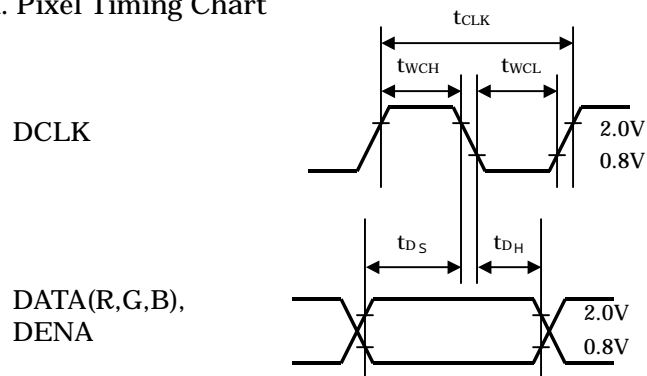 . Pixel Timing Chart
tCLK
tWCH
tWCL
DCLK
2.0V
0.8V
tDS
tDH
DATA(R,G,B),
DENA
2.0V
0.8V